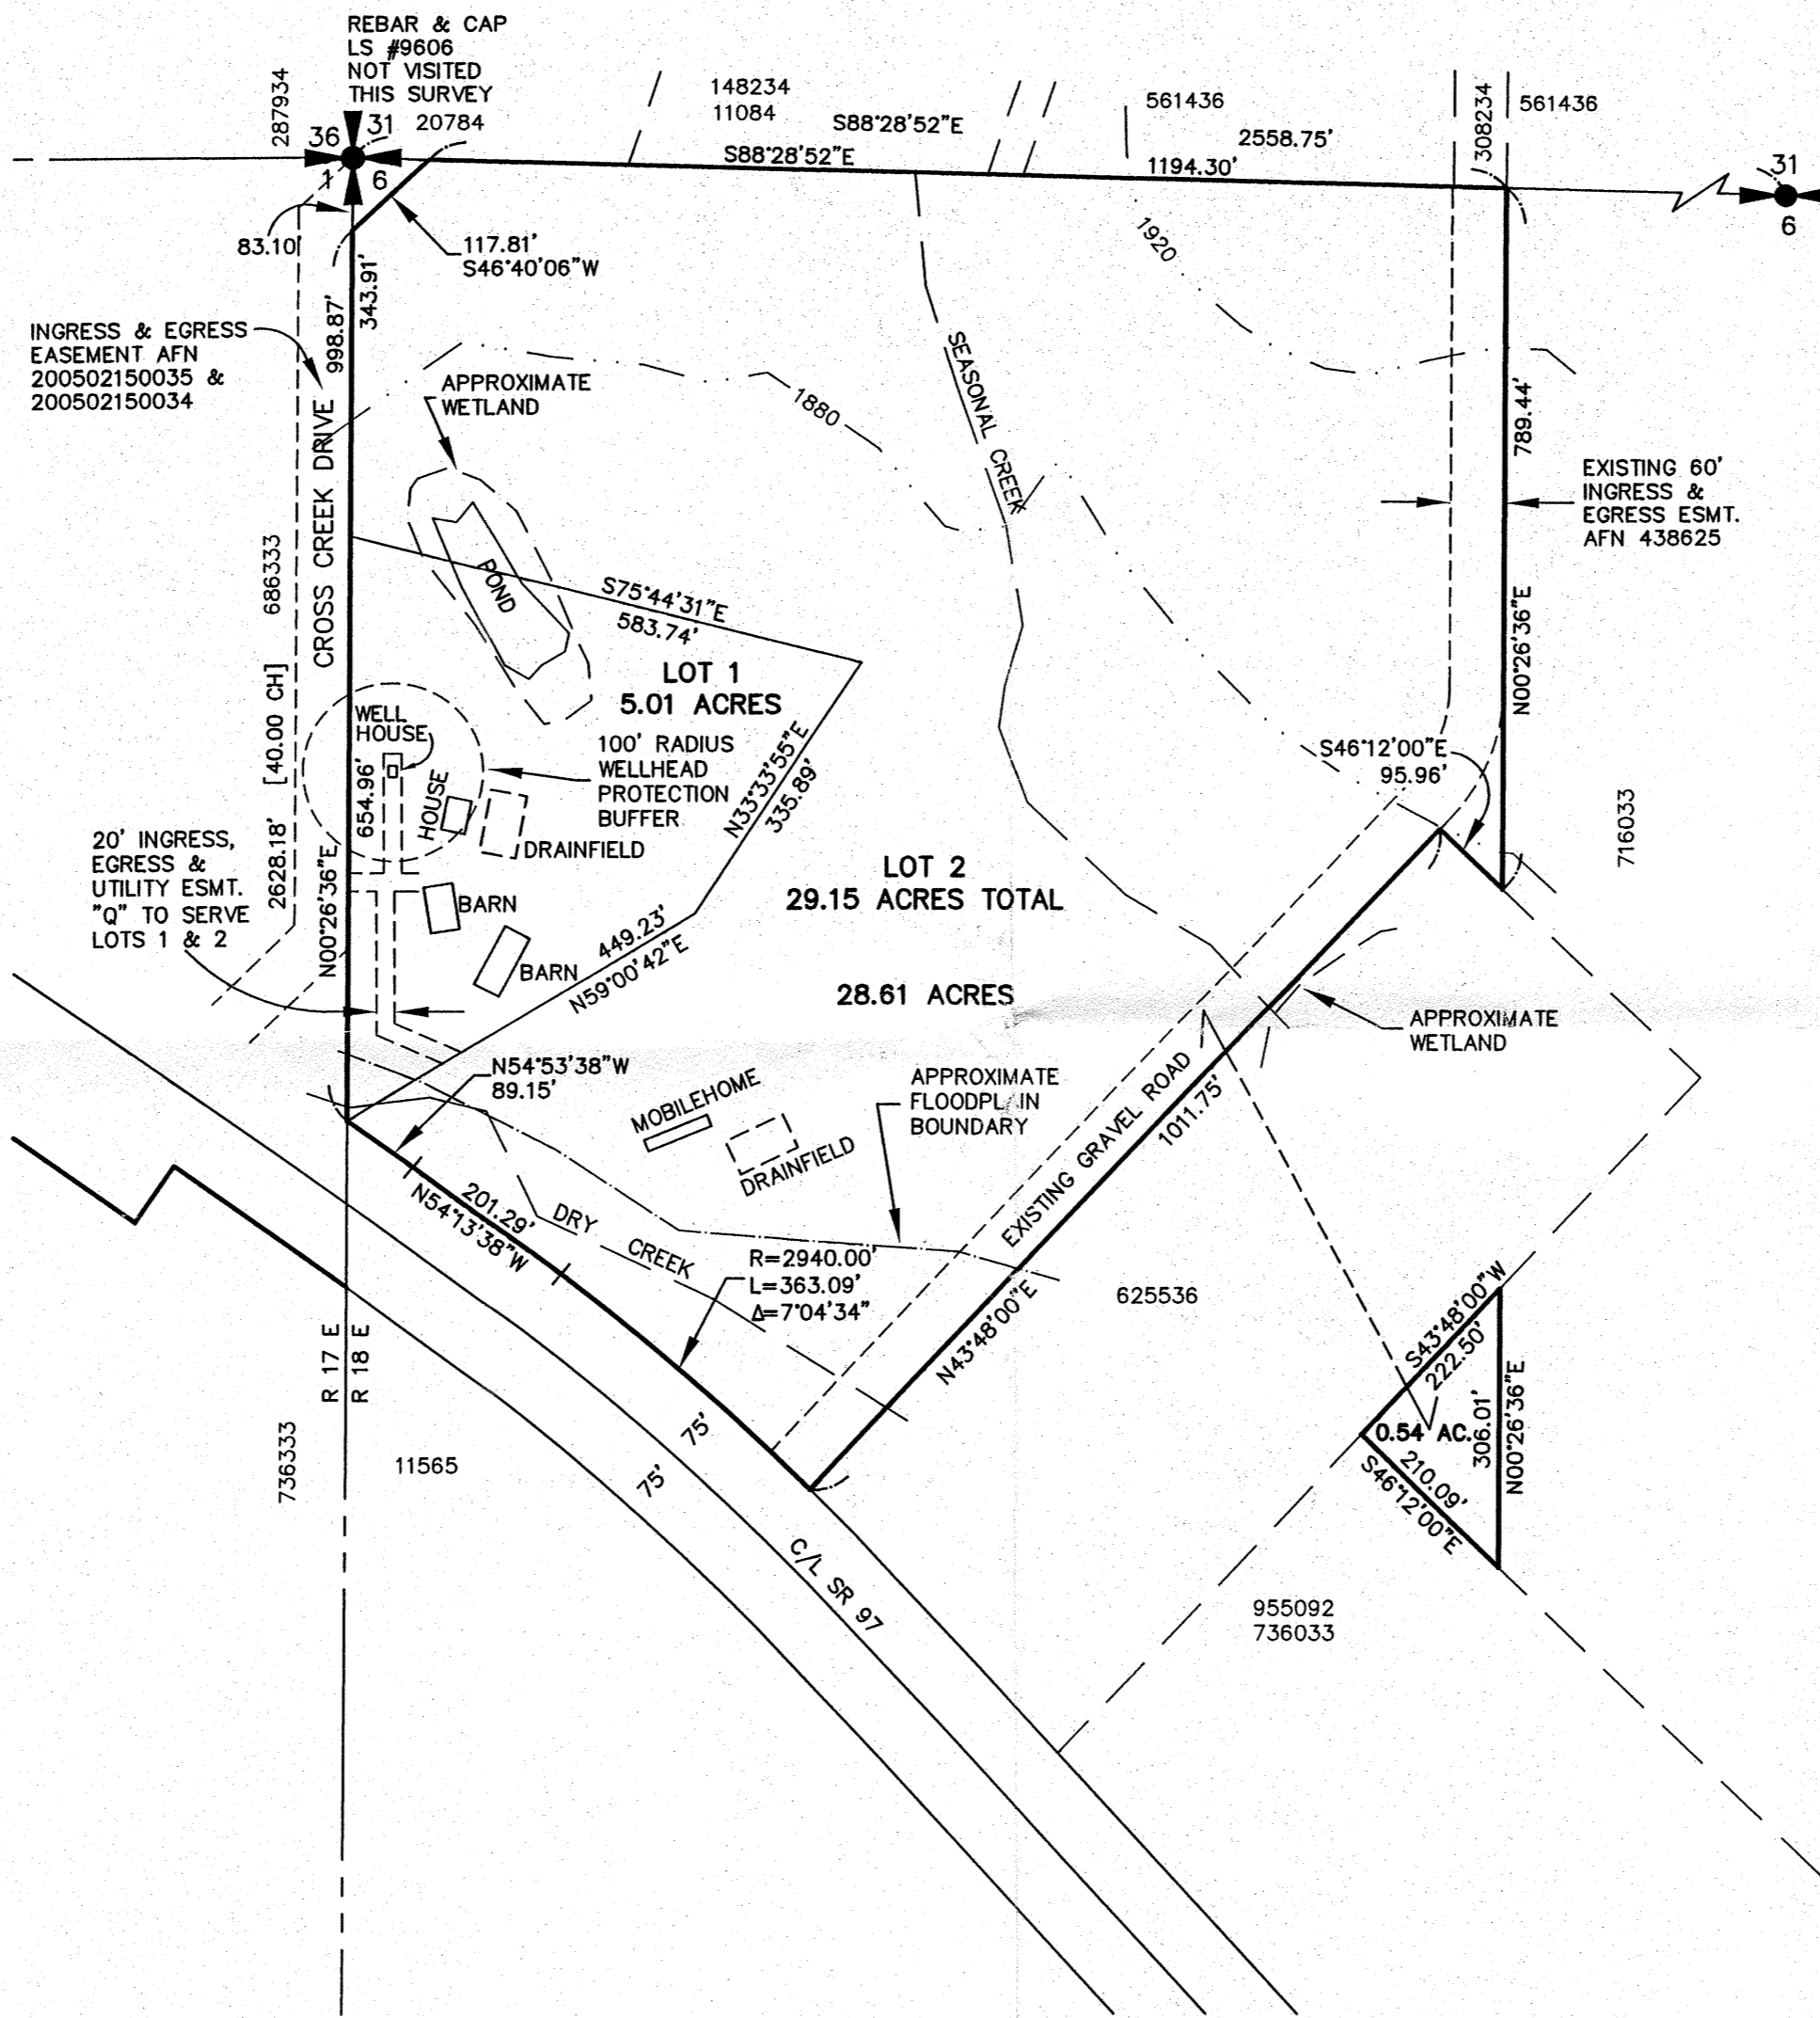 REBAR & CAP
LS #9606
NOT VISITED
THIS SURVEY
287934
36
31
20784
1
6
148234
11084
S88°28'52"E
S88°28'52"E
561436
2558.75'
1194.30'
308234
561436
31
6
83.10'
117.81'
S46°40'06"W
343.91'
998.87'
1920
INGRESS & EGRESS
EASEMENT AFN
200502150035 &
200502150034
APPROXIMATE
WETLAND
1880
SEASONAL CREEK
789.44'
EXISTING 60'
INGRESS &
EGRESS ESMT.
AFN 438625
N00°26'36"E
CROSS CREEK DRIVE
686333
[40.00 CH]
2628.18'
POND
S75°44'31"E
583.74'
LOT 1
5.01 ACRES
WELL
HOUSE
100' RADIUS
WELLHEAD
PROTECTION
BUFFER
654.96'
HOUSE
DRAINFIELD
N33°33'55"E
335.89'
S46°12'00"E
95.96'
716033
20' INGRESS,
EGRESS &
UTILITY ESMT.
"Q" TO SERVE
LOTS 1 & 2
N00°26'36"E
BARN
BARN
449.23'
N59°00'42"E
LOT 2
29.15 ACRES TOTAL
28.61 ACRES
APPROXIMATE
WETLAND
N54°53'38"W
89.15'
MOBILEHOME
DRAINFIELD
APPROXIMATE
FLOODPLAIN
BOUNDARY
EXISTING GRAVEL ROAD
1011.75'
N43°48'00"E
201.29'
N54°13'38"W
DRY
CREEK
R=2940.00'
L=363.09'
Δ=7°04'34"
625536
S43°48'00"W
222.50'
0.54 AC.
306.01'
N00°26'36"E
210.09'
S46°12'00"E
R 17 E
R 18 E
736333
11565
75'
75'
C/L SR 97
955092
736033